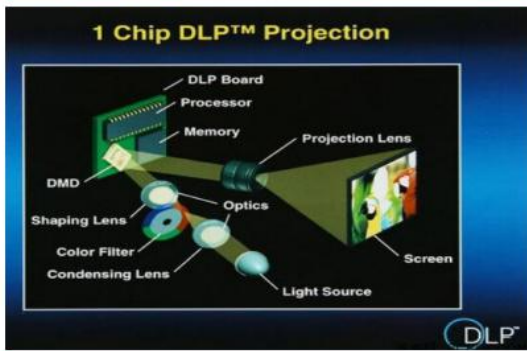 1 Chip DLP™ Projection
DLP Board
Processor
Memory
Projection Lens
DMD
Shaping Lens
Optics
Color Filter
Condensing Lens
Screen
Light Source
DLP™